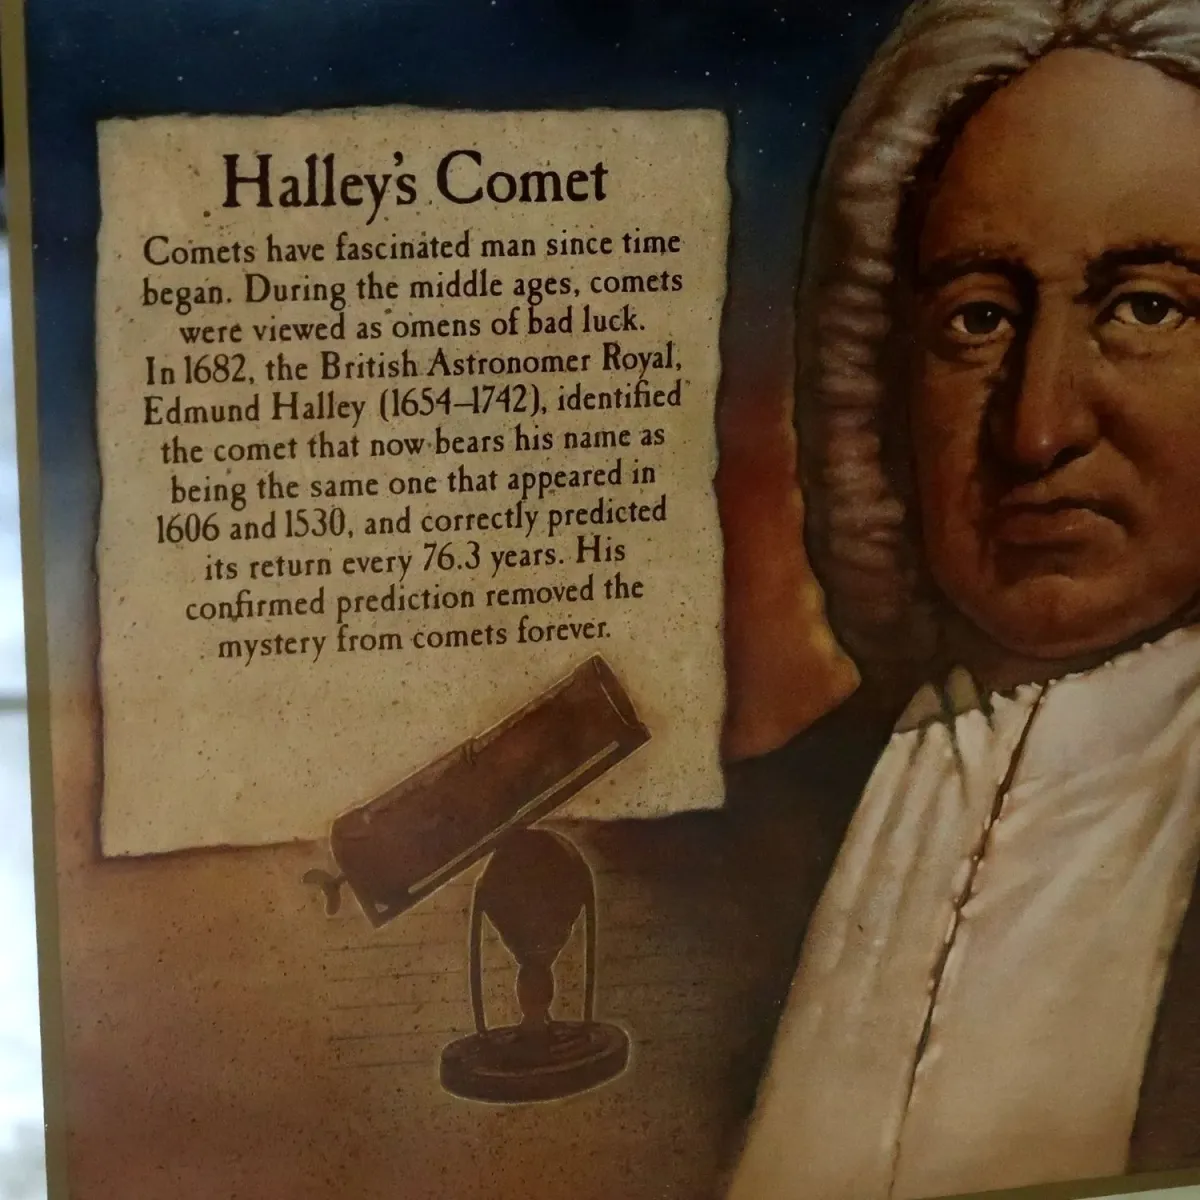 Halley's Comet
Comets have fascinated man since time
began. During the middle ages, comets
were viewed as omens of bad luck.
In 1682, the British Astronomer Royal,
Edmund Halley (1654–1742), identified
the comet that now bears his name as
being the same one that appeared in
1606 and 1530, and correctly predicted
its return every 76.3 years. His
confirmed prediction removed the
mystery from comets forever.